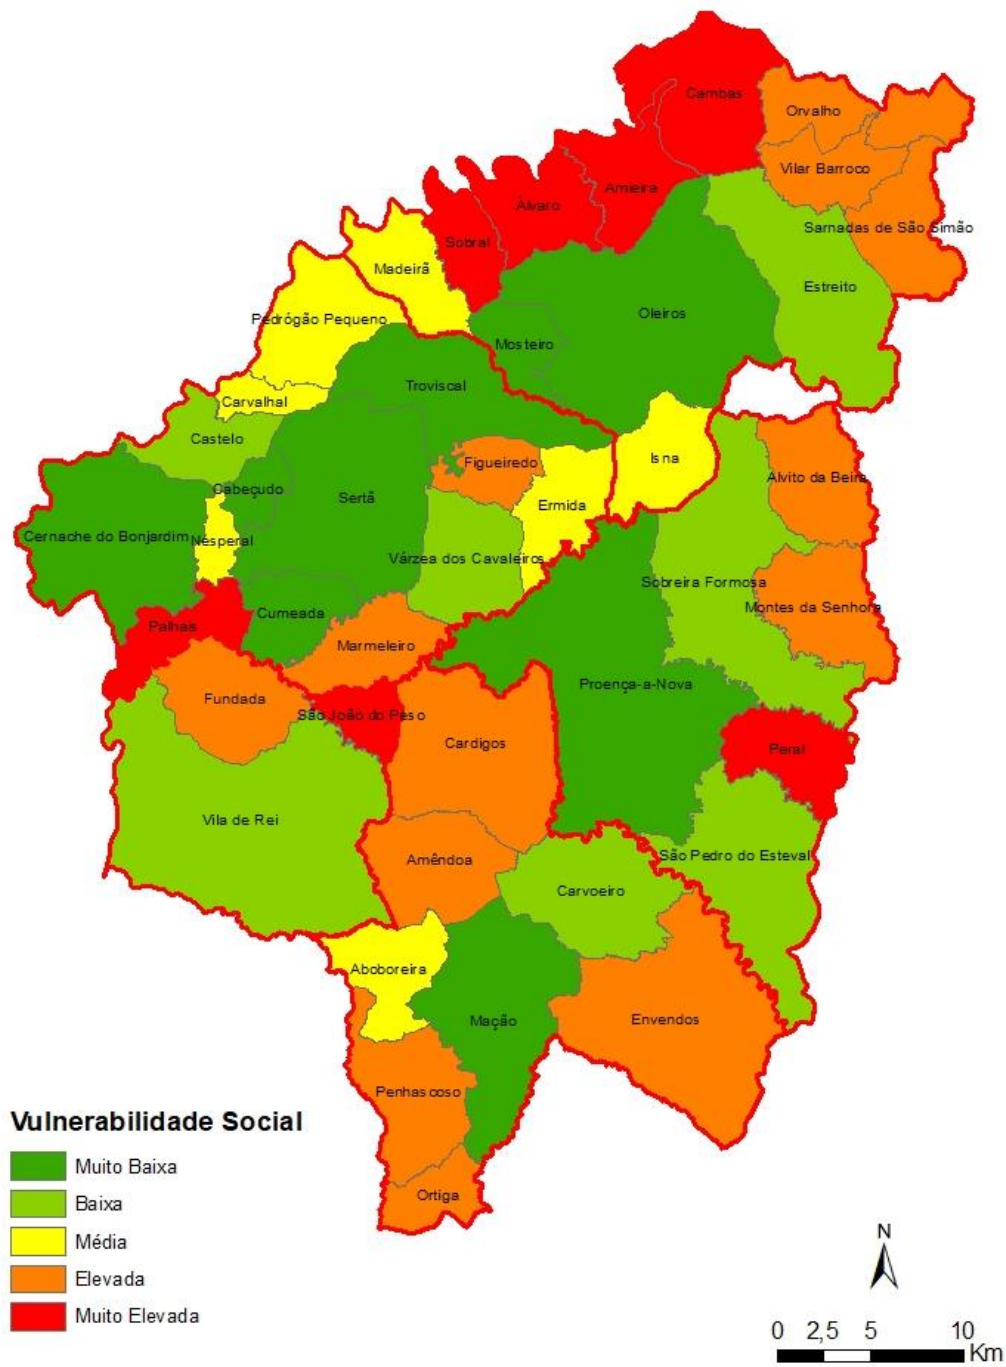 Cambas
Orvalho
Vilar Barroco
Amieira
Álvaro
Sarnadas de São Simão
Sobral
Madeirã
Estreito
Oleiros
Pedrógão Pequeno
Mosteiro
Troviscal
Carvalhal
Castelo
Isna
Figueiredo
Alvito da Beira
Cabeçudo
Sertã
Ermida
Cernache do Bonjardim
Nesperal
Várzea dos Cavaleiros
Sobreira Formosa
Montes da Senhora
Cumeada
Palhais
Marmeleiro
Proença-a-Nova
Fundada
São João do Peso
Cardigos
Peral
Vila de Rei
Amêndoa
São Pedro do Esteval
Carvoeiro
Aboboreira
Mação
Envendos
Penhascoso
Ortiga
Vulnerabilidade Social
Muito Baixa
Baixa
Média
Elevada
Muito Elevada
N
0 2,5 5 10
Km